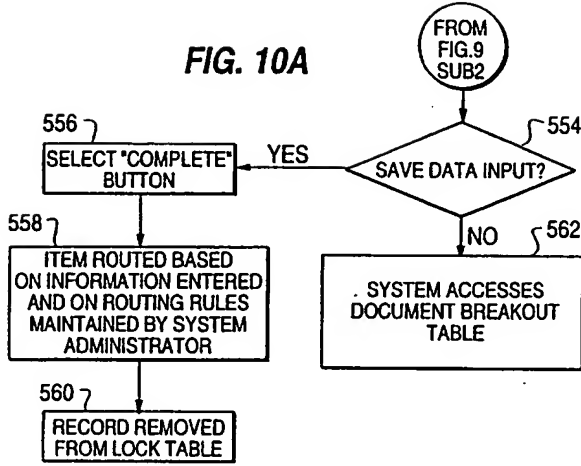 FIG. 10A
FROM
FIG.9
SUB2
554
SAVE DATA INPUT?
YES
NO
556
SELECT "COMPLETE"
BUTTON
558
ITEM ROUTED BASED
ON INFORMATION ENTERED
AND ON ROUTING RULES
MAINTAINED BY SYSTEM
ADMINISTRATOR
560
RECORD REMOVED
FROM LOCK TABLE
562
SYSTEM ACCESSES
DOCUMENT BREAKOUT
TABLE